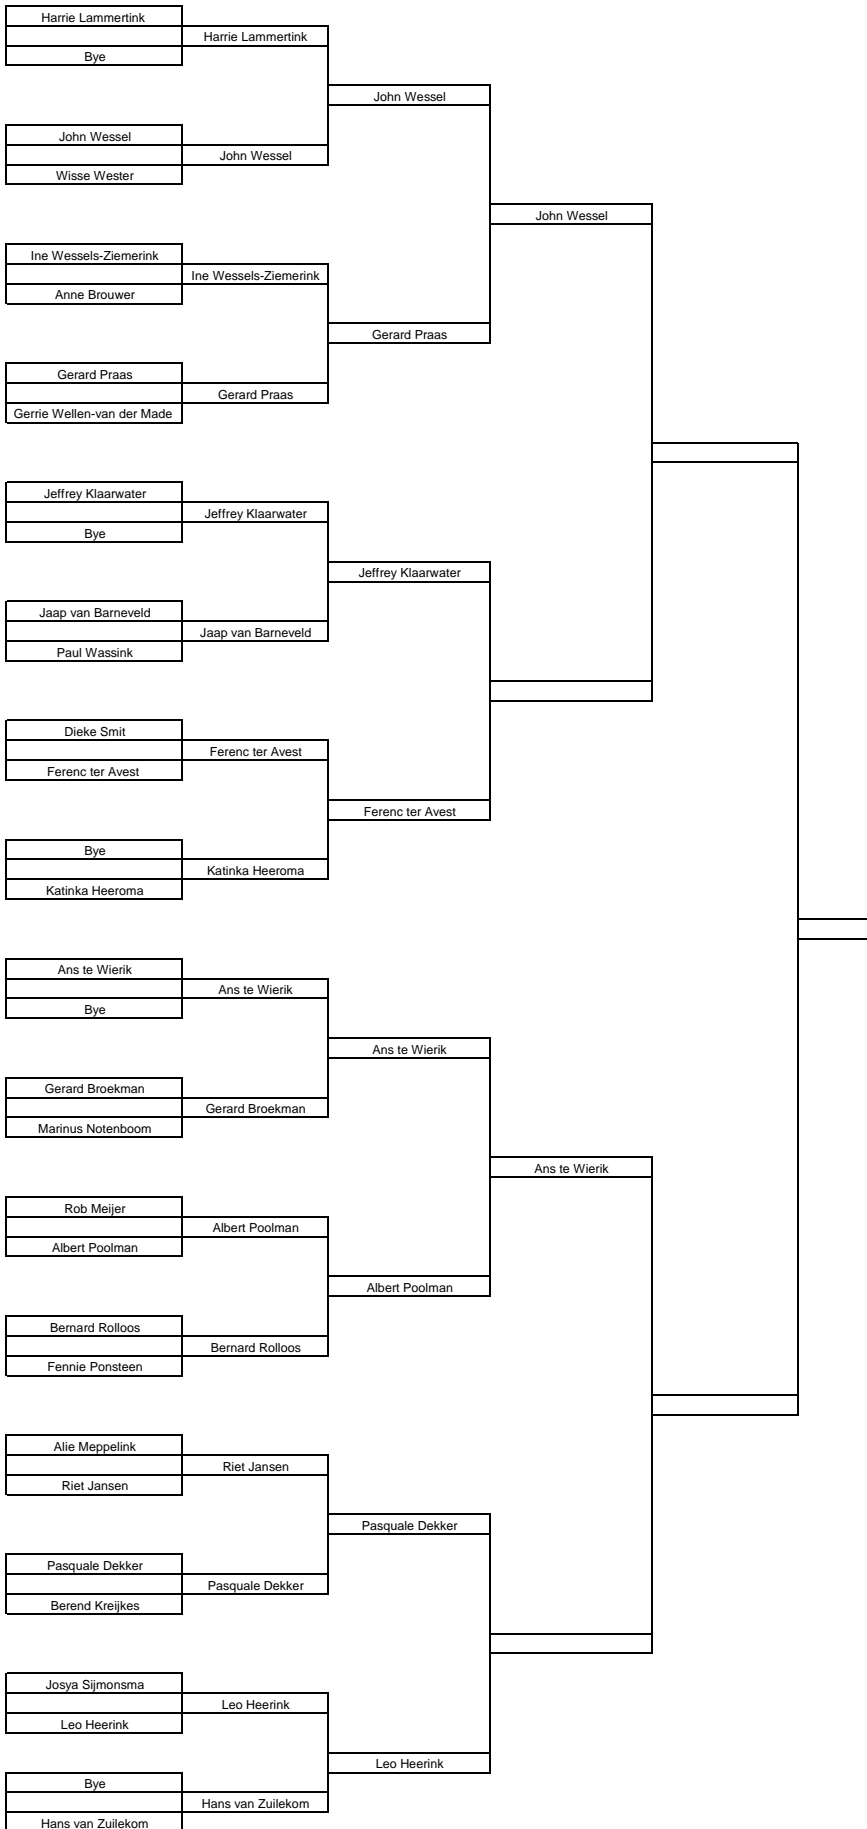 Harrie Lammertink
Harrie Lammertink
Bye
John Wessel
John Wessel
John Wessel
Wisse Wester
John Wessel
Ine Wessels-Ziemerink
Ine Wessels-Ziemerink
Anne Brouwer
Gerard Praas
Gerard Praas
Gerard Praas
Gerrie Wellen-van der Made
Jeffrey Klaarwater
Jeffrey Klaarwater
Bye
Jeffrey Klaarwater
Jaap van Barneveld
Jaap van Barneveld
Paul Wassink
Dieke Smit
Ferenc ter Avest
Ferenc ter Avest
Ferenc ter Avest
Bye
Katinka Heeroma
Katinka Heeroma
Ans te Wierik
Ans te Wierik
Bye
Ans te Wierik
Gerard Broekman
Gerard Broekman
Marinus Notenboom
Ans te Wierik
Rob Meijer
Albert Poolman
Albert Poolman
Albert Poolman
Bernard Rolloos
Bernard Rolloos
Fennie Ponsteen
Alie Meppelink
Riet Jansen
Riet Jansen
Pasquale Dekker
Pasquale Dekker
Pasquale Dekker
Berend Kreijkes
Josya Sijmonsma
Leo Heerink
Leo Heerink
Leo Heerink
Bye
Hans van Zuilekom
Hans van Zuilekom